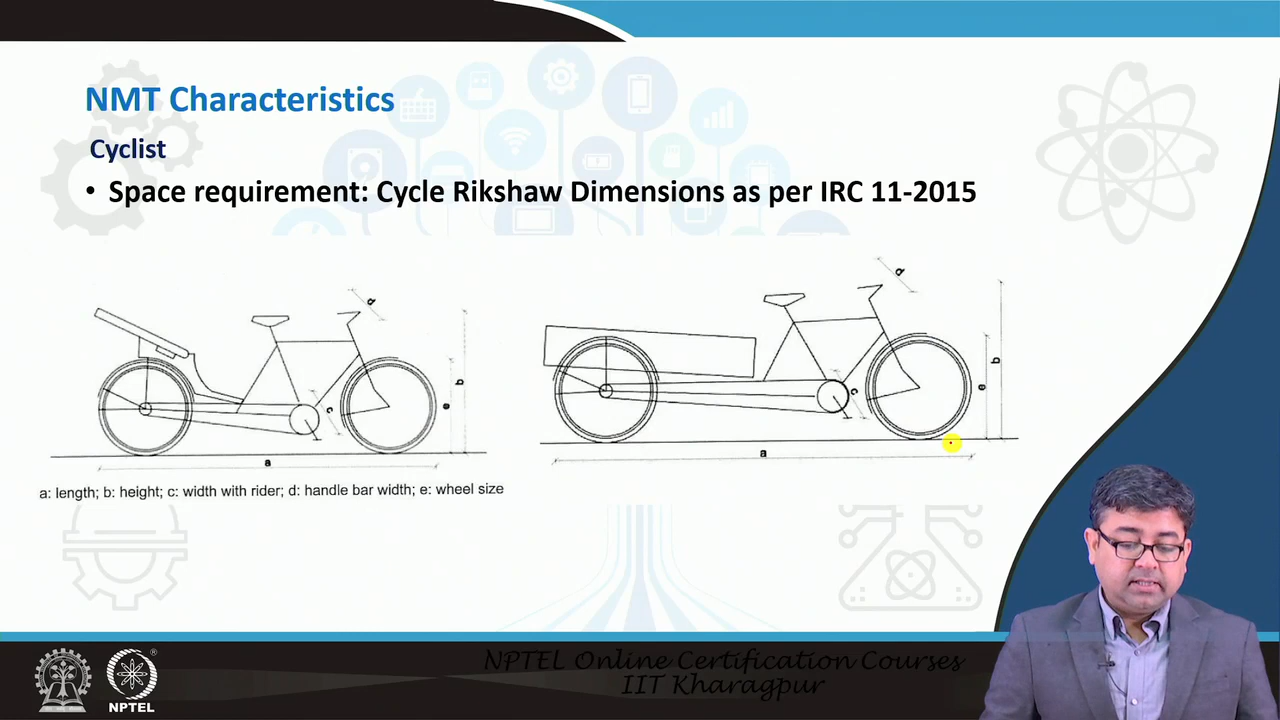 NMT Characteristics
Cyclist
• Space requirement: Cycle Rikshaw Dimensions as per IRC 11-2015
d
b
e
c
a
d
b
e
c
a
a: length; b: height; c: width with rider; d: handle bar width; e: wheel size
NPTEL Online Certification Courses
IIT Kharagpur
NPTEL